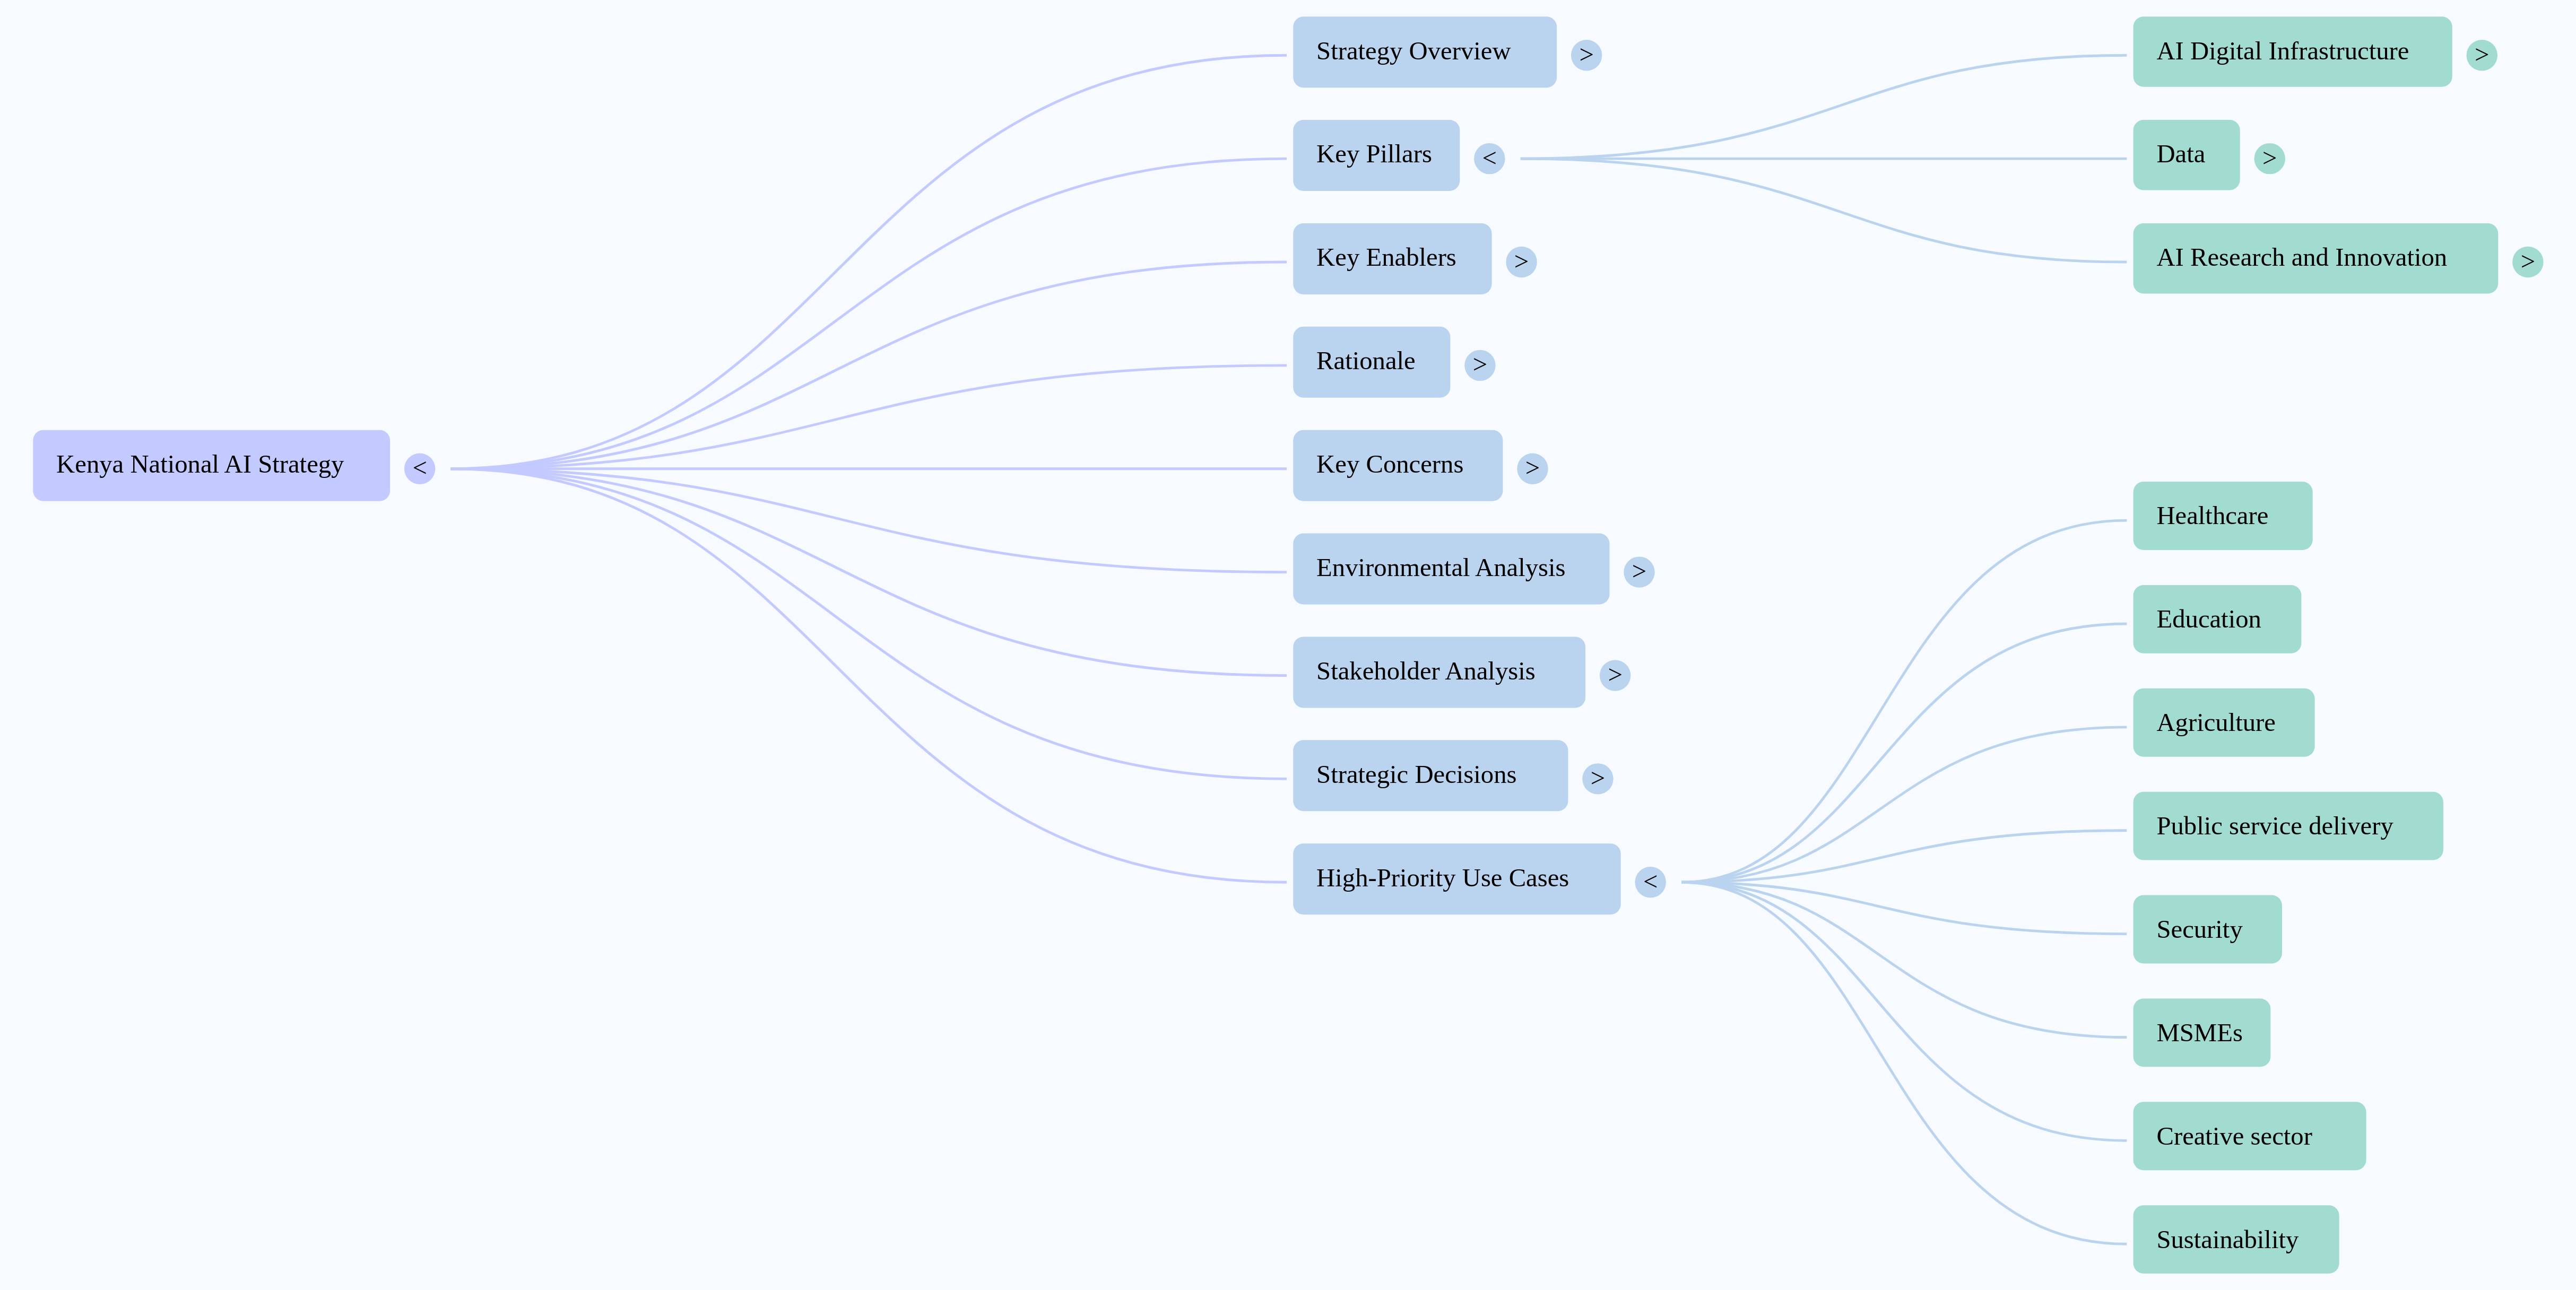 Kenya National AI Strategy
<
Strategy Overview
>
Key Pillars
<
Key Enablers
>
Rationale
>
Key Concerns
>
Environmental Analysis
>
Stakeholder Analysis
>
Strategic Decisions
>
High-Priority Use Cases
<
AI Digital Infrastructure
>
Data
>
AI Research and Innovation
>
Healthcare
Education
Agriculture
Public service delivery
Security
MSMEs
Creative sector
Sustainability